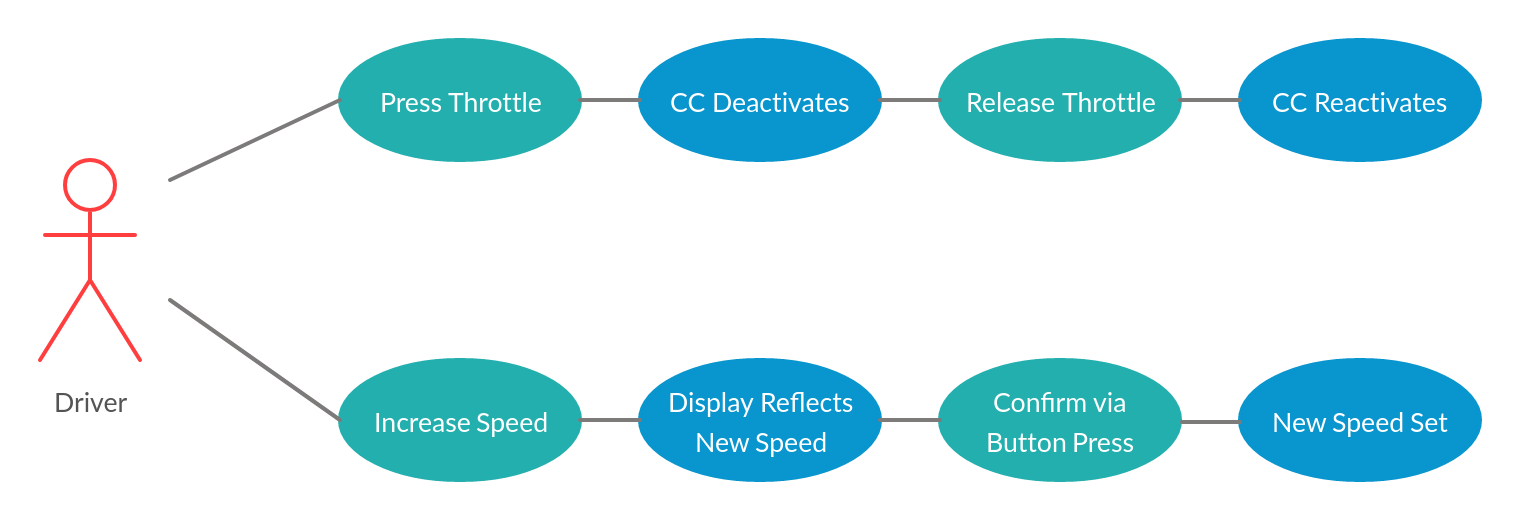 Press Throttle
CC Deactivates
Release Throttle
CC Reactivates
Driver
Increase Speed
Display Reflects
New Speed
Confirm via
Button Press
New Speed Set